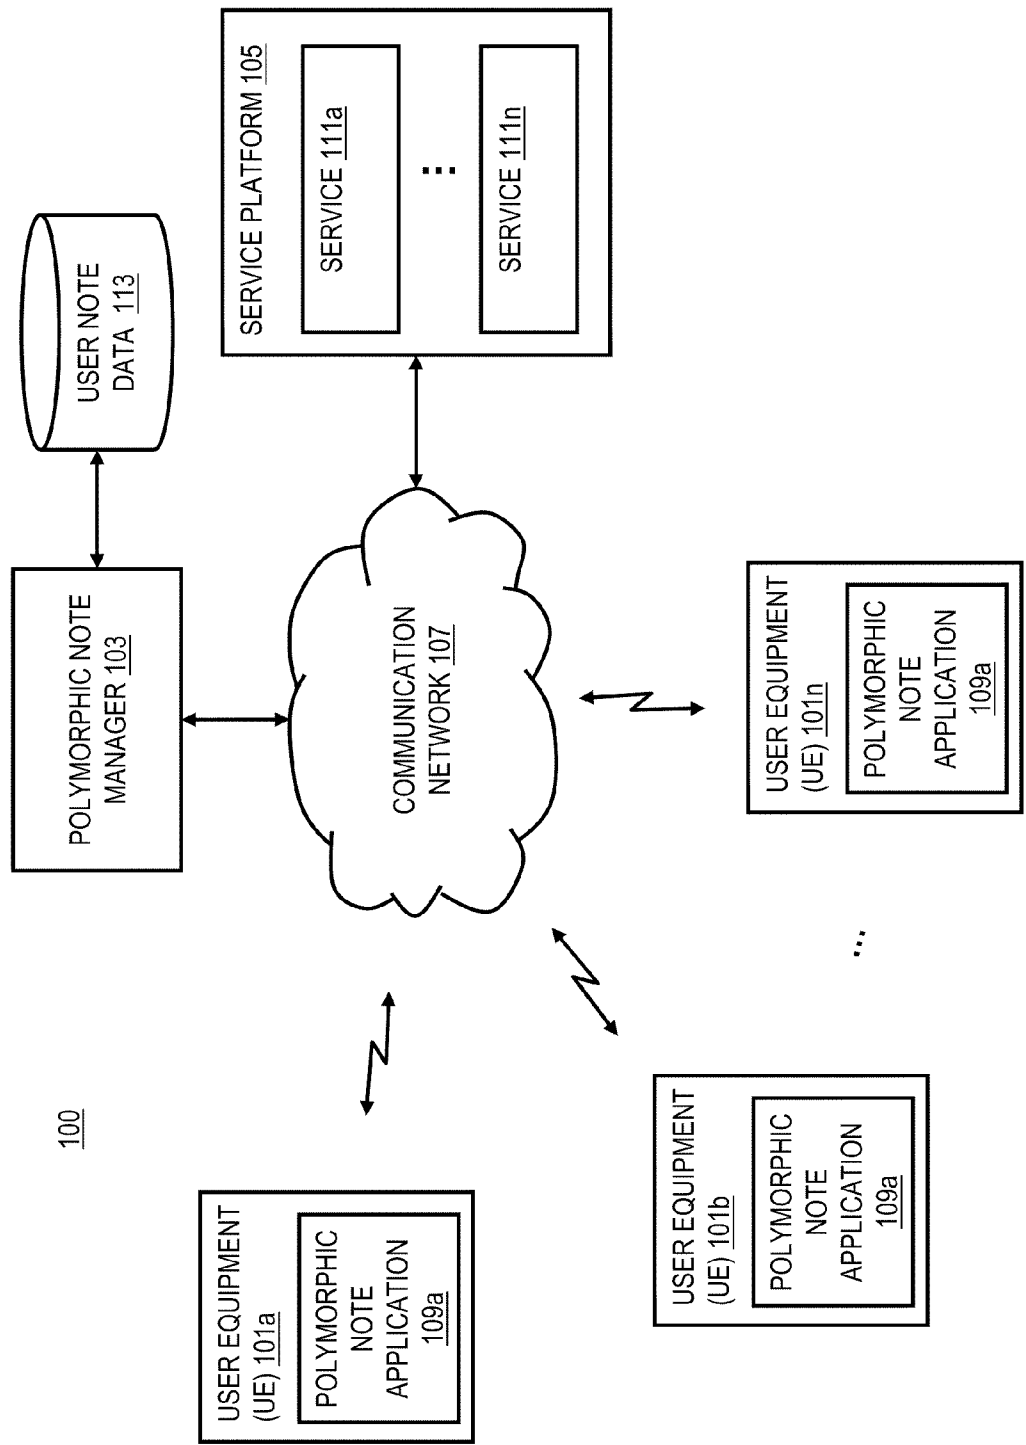 100
POLYMORPHIC NOTE
MANAGER 103
USER NOTE
DATA 113
USER EQUIPMENT
(UE) 101a
POLYMORPHIC
NOTE
APPLICATION
109a
COMMUNICATION
NETWORK 107
SERVICE PLATFORM 105
SERVICE 111a
⋮
SERVICE 111n
USER EQUIPMENT
(UE) 101b
POLYMORPHIC
NOTE
APPLICATION
109a
...
USER EQUIPMENT
(UE) 101n
POLYMORPHIC
NOTE
APPLICATION
109a